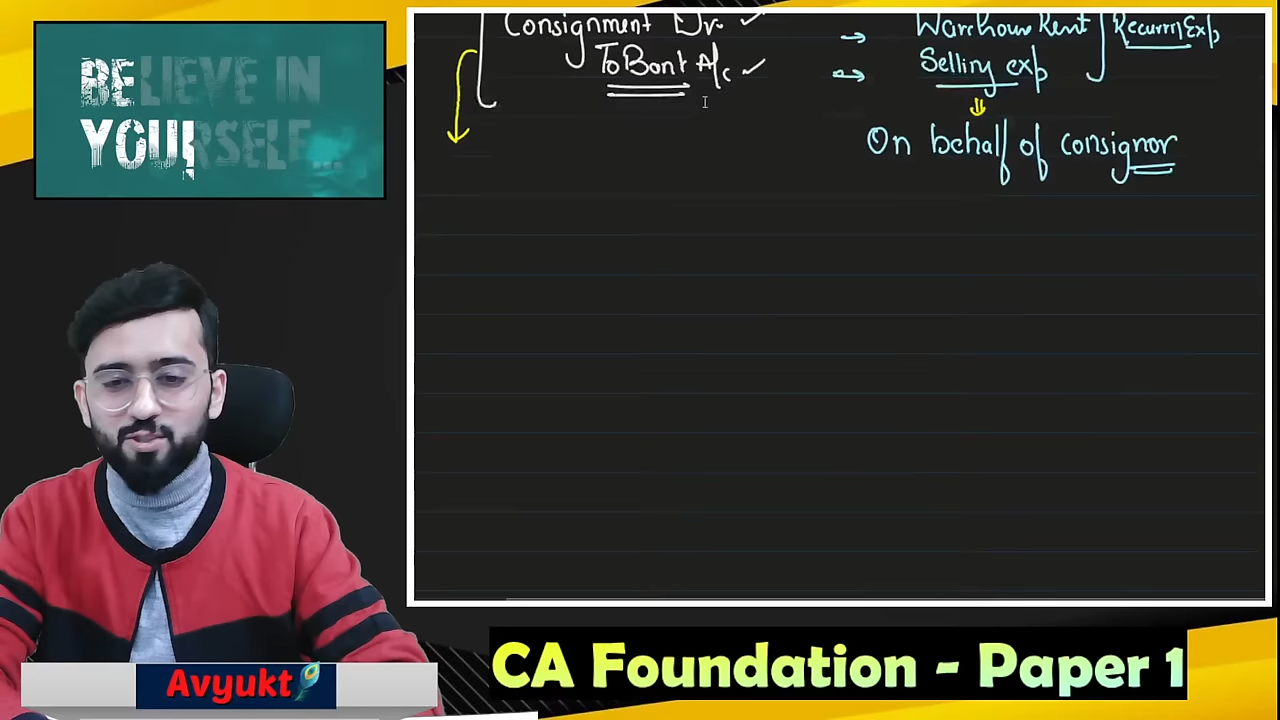 BELIEVE IN
YOURSELF...
Consignment Dr.
To Bank A/c
→ Warehouse Rent
Recurring Exp
→ Selling exp
On behalf of consignor
Avyukt
CA Foundation - Paper 1